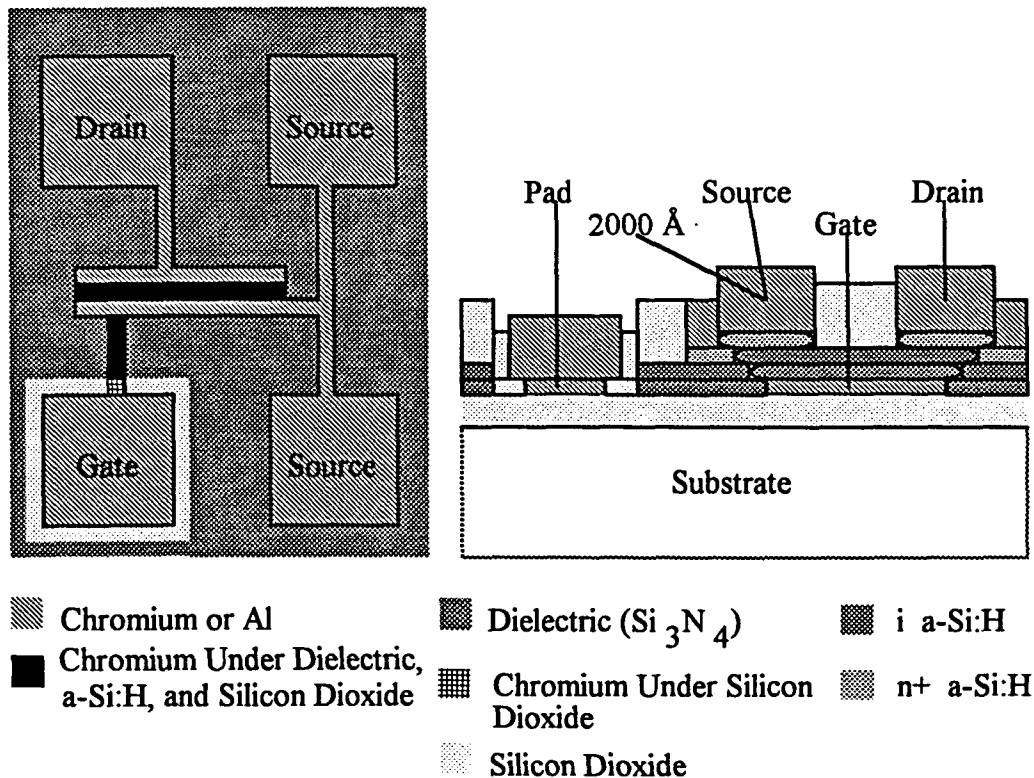 Drain
Source
Gate
Source
Pad
Source
Drain
2000 Å
Gate
Substrate
Chromium or Al
Chromium Under Dielectric,
a-Si:H, and Silicon Dioxide
Dielectric (Si 3 N 4)
Chromium Under Silicon
Dioxide
Silicon Dioxide
i a-Si:H
n+ a-Si:H